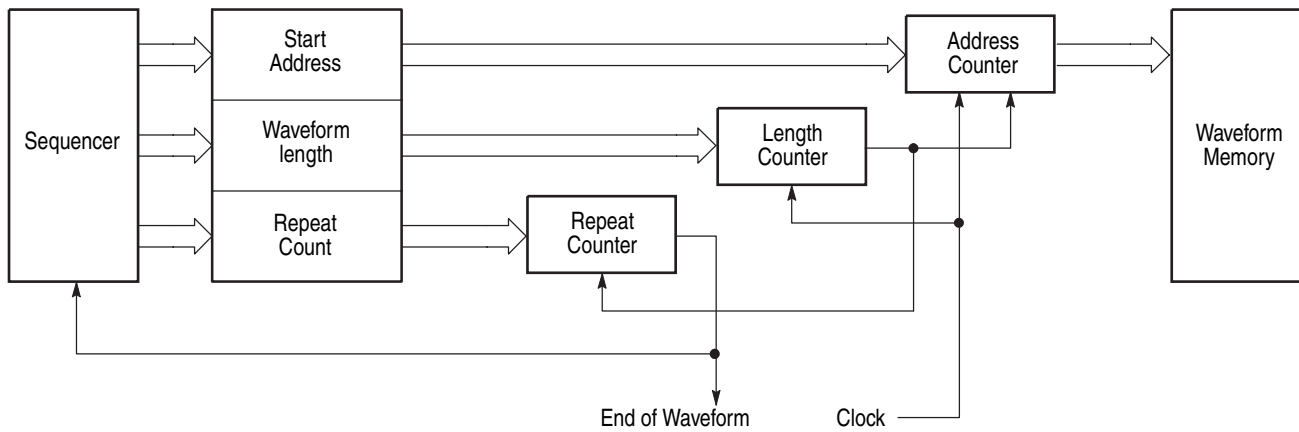 Sequencer
Start
Address
Waveform
length
Repeat
Count
Repeat
Counter
Length
Counter
Address
Counter
Waveform
Memory
End of Waveform
Clock